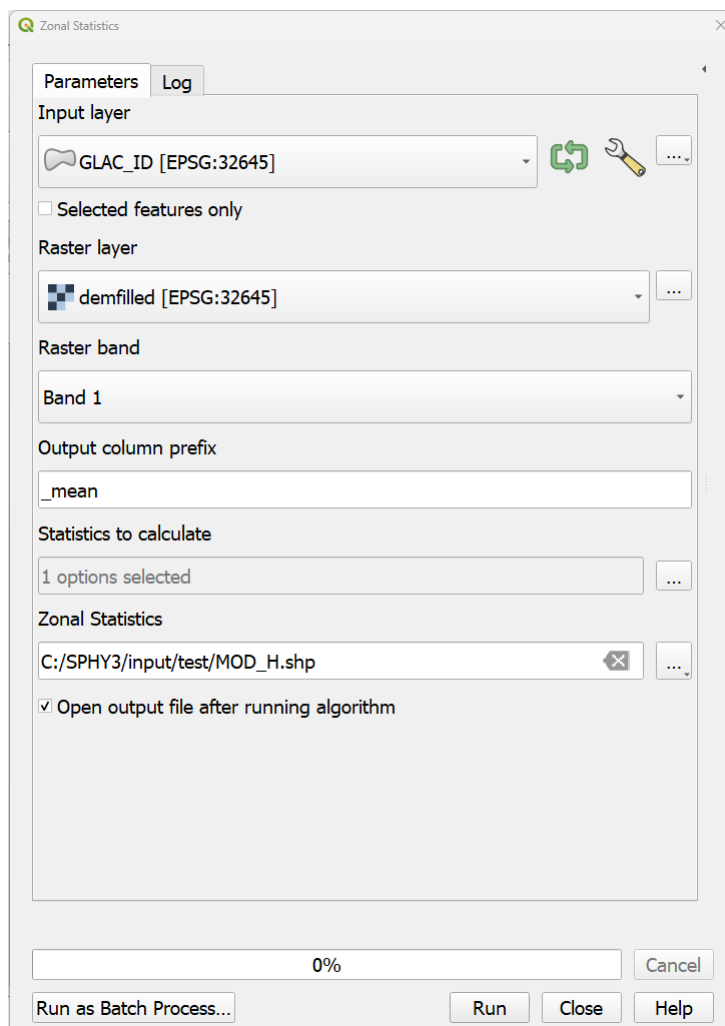 Zonal Statistics
Parameters Log
Input layer
GLAC_ID [EPSG:32645]
...
Selected features only
Raster layer
demfilled [EPSG:32645]
...
Raster band
Band 1
Output column prefix
_mean
Statistics to calculate
1 options selected
...
Zonal Statistics
C:/SPHY3/input/test/MOD_H.shp
...
Open output file after running algorithm
0%
Cancel
Run as Batch Process...
Run
Close
Help